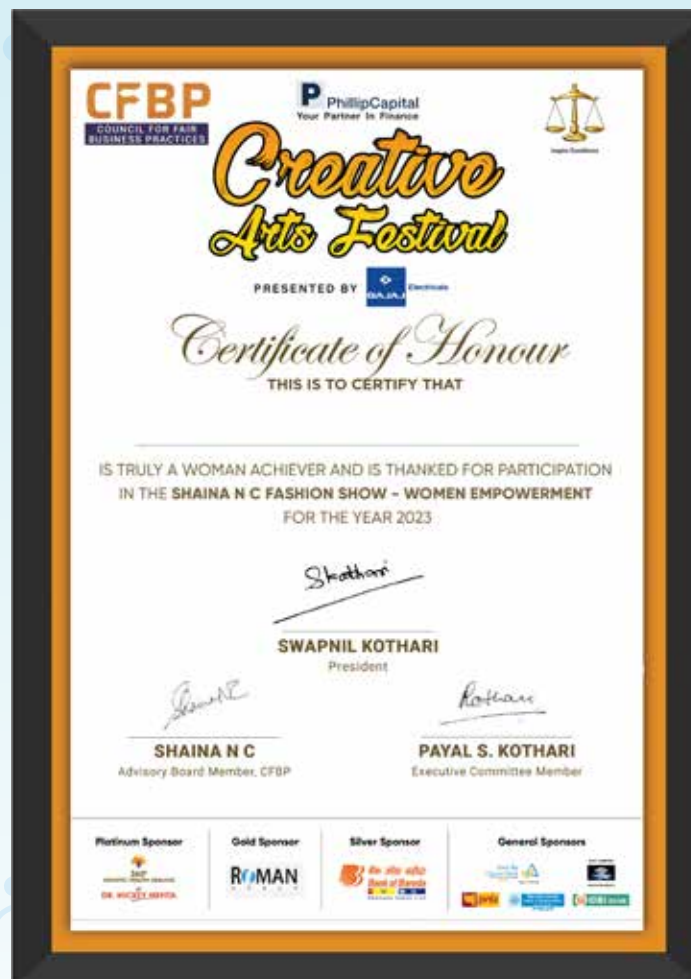 CFBP
COUNCIL FOR FAIR
BUSINESS PRACTICES
P PhillipCapital
Your Partner In Finance
Creative
Arts Festival
PRESENTED BY BAJAJ Electricals
Certificate of Honour
THIS IS TO CERTIFY THAT
IS TRULY A WOMAN ACHIEVER AND IS THANKED FOR PARTICIPATION
IN THE SHAINA N C FASHION SHOW – WOMEN EMPOWERMENT
FOR THE YEAR 2023
Skothari
SWAPNIL KOTHARI
President
SHAINA N C
Advisory Board Member, CFBP
PAYAL S. KOTHARI
Executive Committee Member
Platinum Sponsor
360°
DR. MICKEY MEHTA
Gold Sponsor
ROMAN
Silver Sponsor
Bank of Baroda
General Sponsors
IDBI BANK